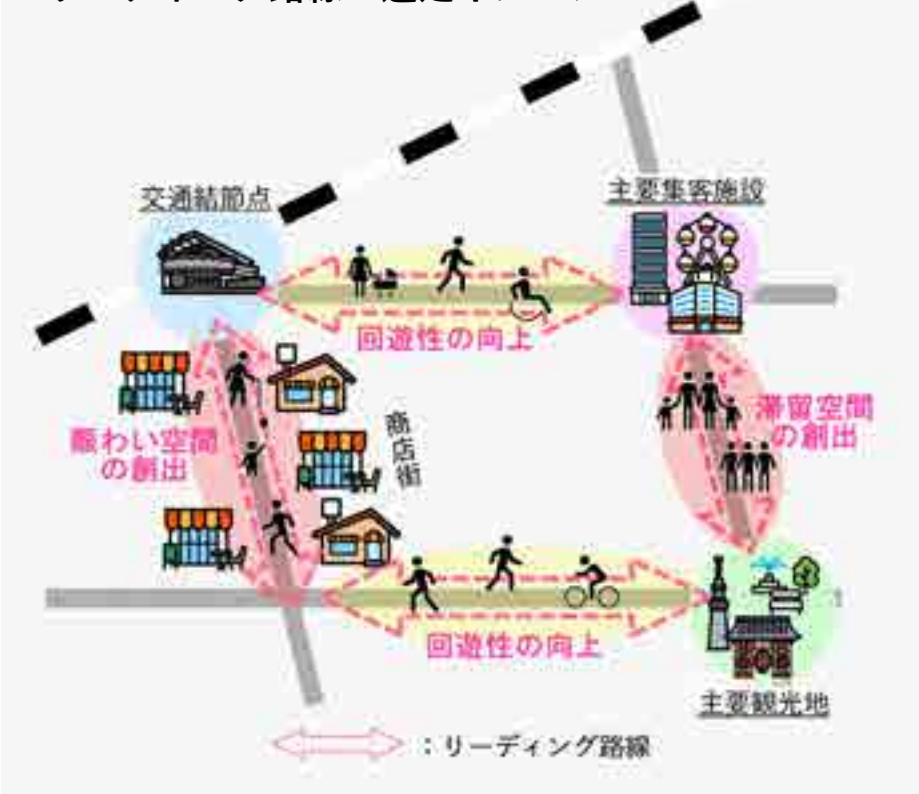 交通結節点
主要集客施設
回遊性の向上
賑わい空間
の創出
商店街
滞留空間
の創出
回遊性の向上
主要観光地
：リーディング路線